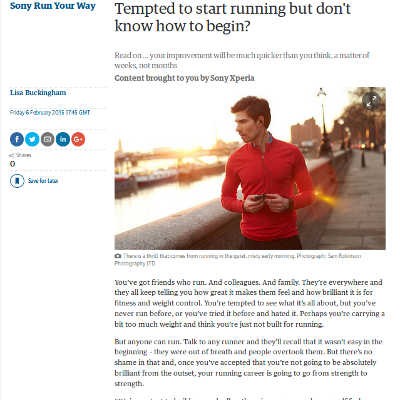 Sony Run Your Way
Tempted to start running but don't
know how to begin?
Read on ... your improvement will be much quicker than you think, a matter of
weeks, not months
Content brought to you by Sony Xperia
Lisa Buckingham
Friday 6 February 2015 17.45 GMT
Shares
0
Save for later
There is a thrill that comes from running in the quiet, misty early morning. Photograph: Sam Robinson
Photography LTD
You've got friends who run. And colleagues. And family. They're everywhere and
they all keep telling you how great it makes them feel and how brilliant it is for
fitness and weight control. You're tempted to see what it's all about, but you've
never run before, or you've tried it before and hated it. Perhaps you're carrying a
bit too much weight and think you're just not built for running.
But anyone can run. Talk to any runner and they'll recall that it wasn't easy in the
beginning – they were out of breath and people overtook them. But there's no
shame in that and, once you've accepted that you're not going to be absolutely
brilliant from the outset, your running career is going to go from strength to
strength.